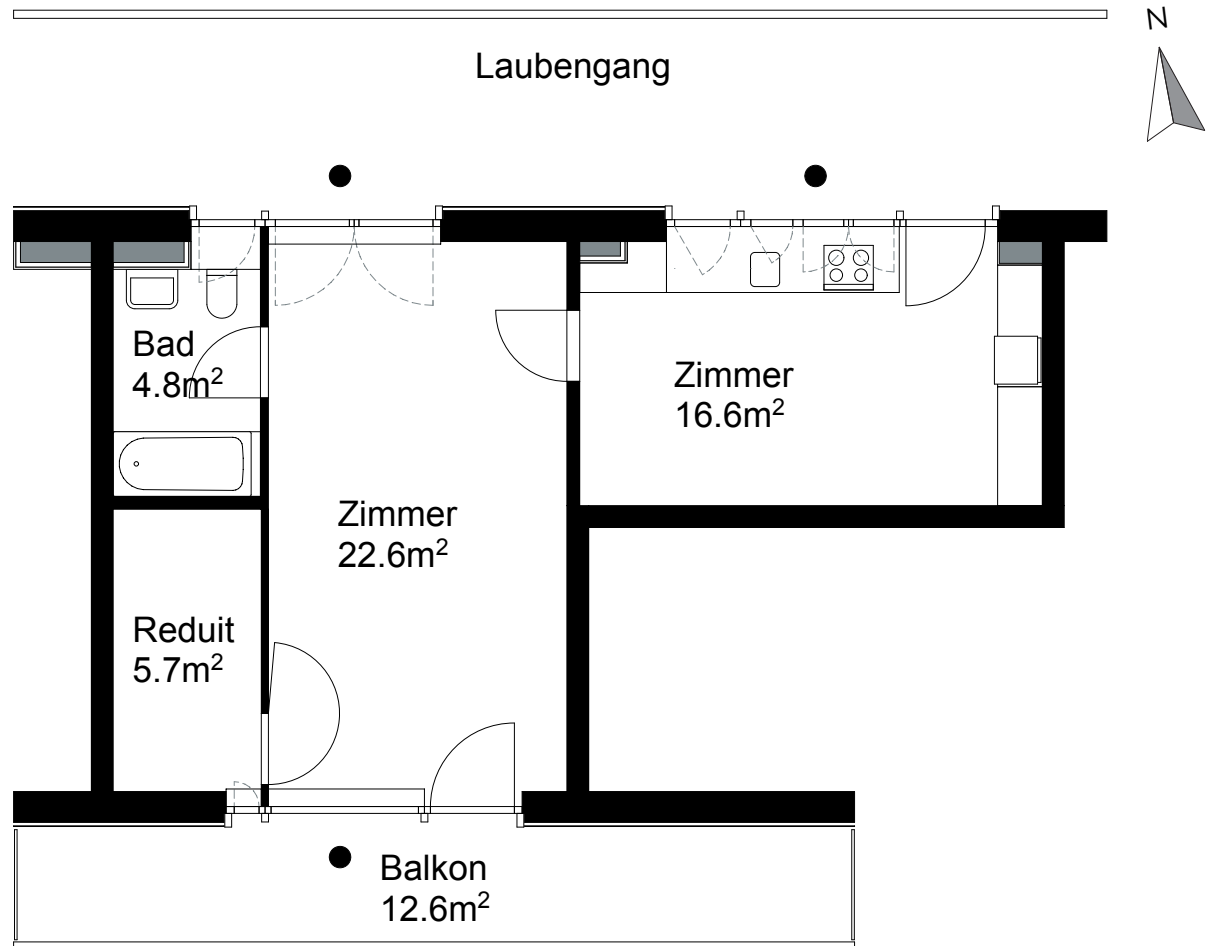 N
Laubengang
Bad
4.8m²
Zimmer
16.6m²
Zimmer
22.6m²
Reduit
5.7m²
Balkon
12.6m²